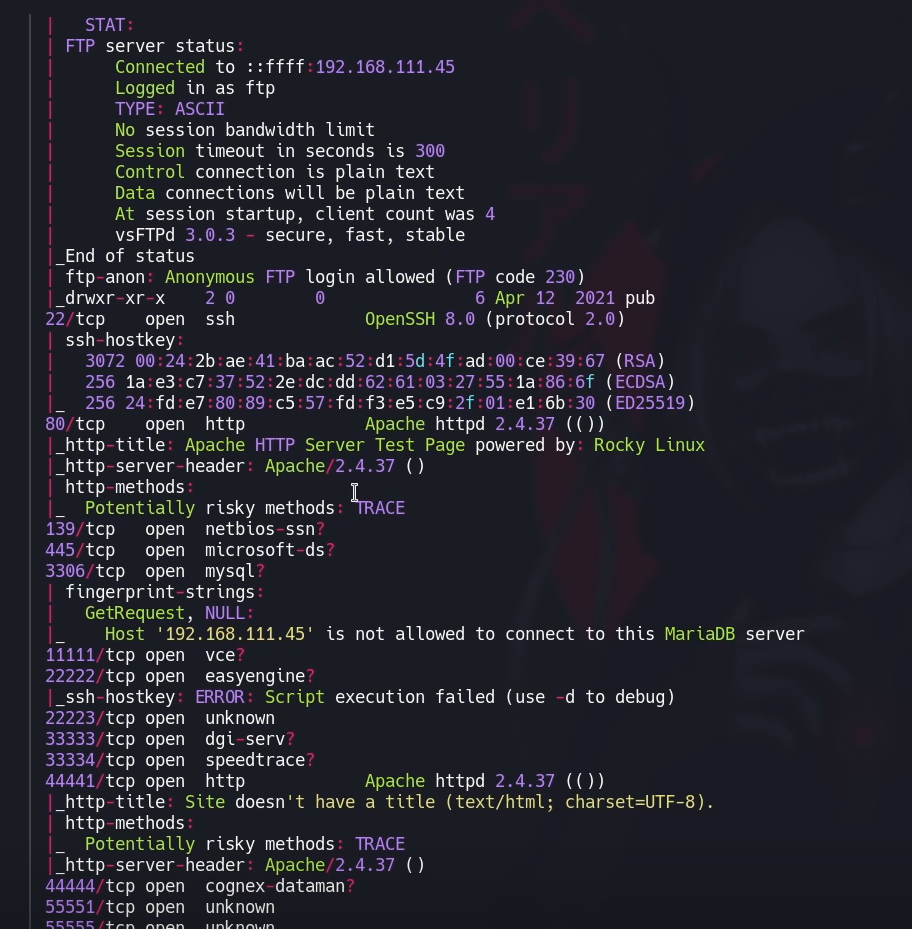 |   STAT:
| FTP server status:
|      Connected to ::ffff:192.168.111.45
|      Logged in as ftp
|      TYPE: ASCII
|      No session bandwidth limit
|      Session timeout in seconds is 300
|      Control connection is plain text
|      Data connections will be plain text
|      At session startup, client count was 4
|      vsFTPd 3.0.3 - secure, fast, stable
|_End of status
| ftp-anon: Anonymous FTP login allowed (FTP code 230)
|_drwxr-xr-x    2 0        0               6 Apr 12  2021 pub
22/tcp    open  ssh             OpenSSH 8.0 (protocol 2.0)
| ssh-hostkey:
|   3072 00:24:2b:ae:41:ba:ac:52:d1:5d:4f:ad:00:ce:39:67 (RSA)
|   256 1a:e3:c7:37:52:2e:dc:dd:62:61:03:27:55:1a:86:6f (ECDSA)
|_  256 24:fd:e7:80:89:c5:57:fd:f3:e5:c9:2f:01:e1:6b:30 (ED25519)
80/tcp    open  http            Apache httpd 2.4.37 (())
|_http-title: Apache HTTP Server Test Page powered by: Rocky Linux
|_http-server-header: Apache/2.4.37 ()
| http-methods:
|_  Potentially risky methods: TRACE
139/tcp   open  netbios-ssn?
445/tcp   open  microsoft-ds?
3306/tcp  open  mysql?
| fingerprint-strings:
|   GetRequest, NULL:
|_    Host '192.168.111.45' is not allowed to connect to this MariaDB server
11111/tcp open  vce?
22222/tcp open  easyengine?
|_ssh-hostkey: ERROR: Script execution failed (use -d to debug)
22223/tcp open  unknown
33333/tcp open  dgi-serv?
33334/tcp open  speedtrace?
44441/tcp open  http            Apache httpd 2.4.37 (())
|_http-title: Site doesn't have a title (text/html; charset=UTF-8).
| http-methods:
|_  Potentially risky methods: TRACE
|_http-server-header: Apache/2.4.37 ()
44444/tcp open  cognex-dataman?
55551/tcp open  unknown
55555/tcp open  unknown